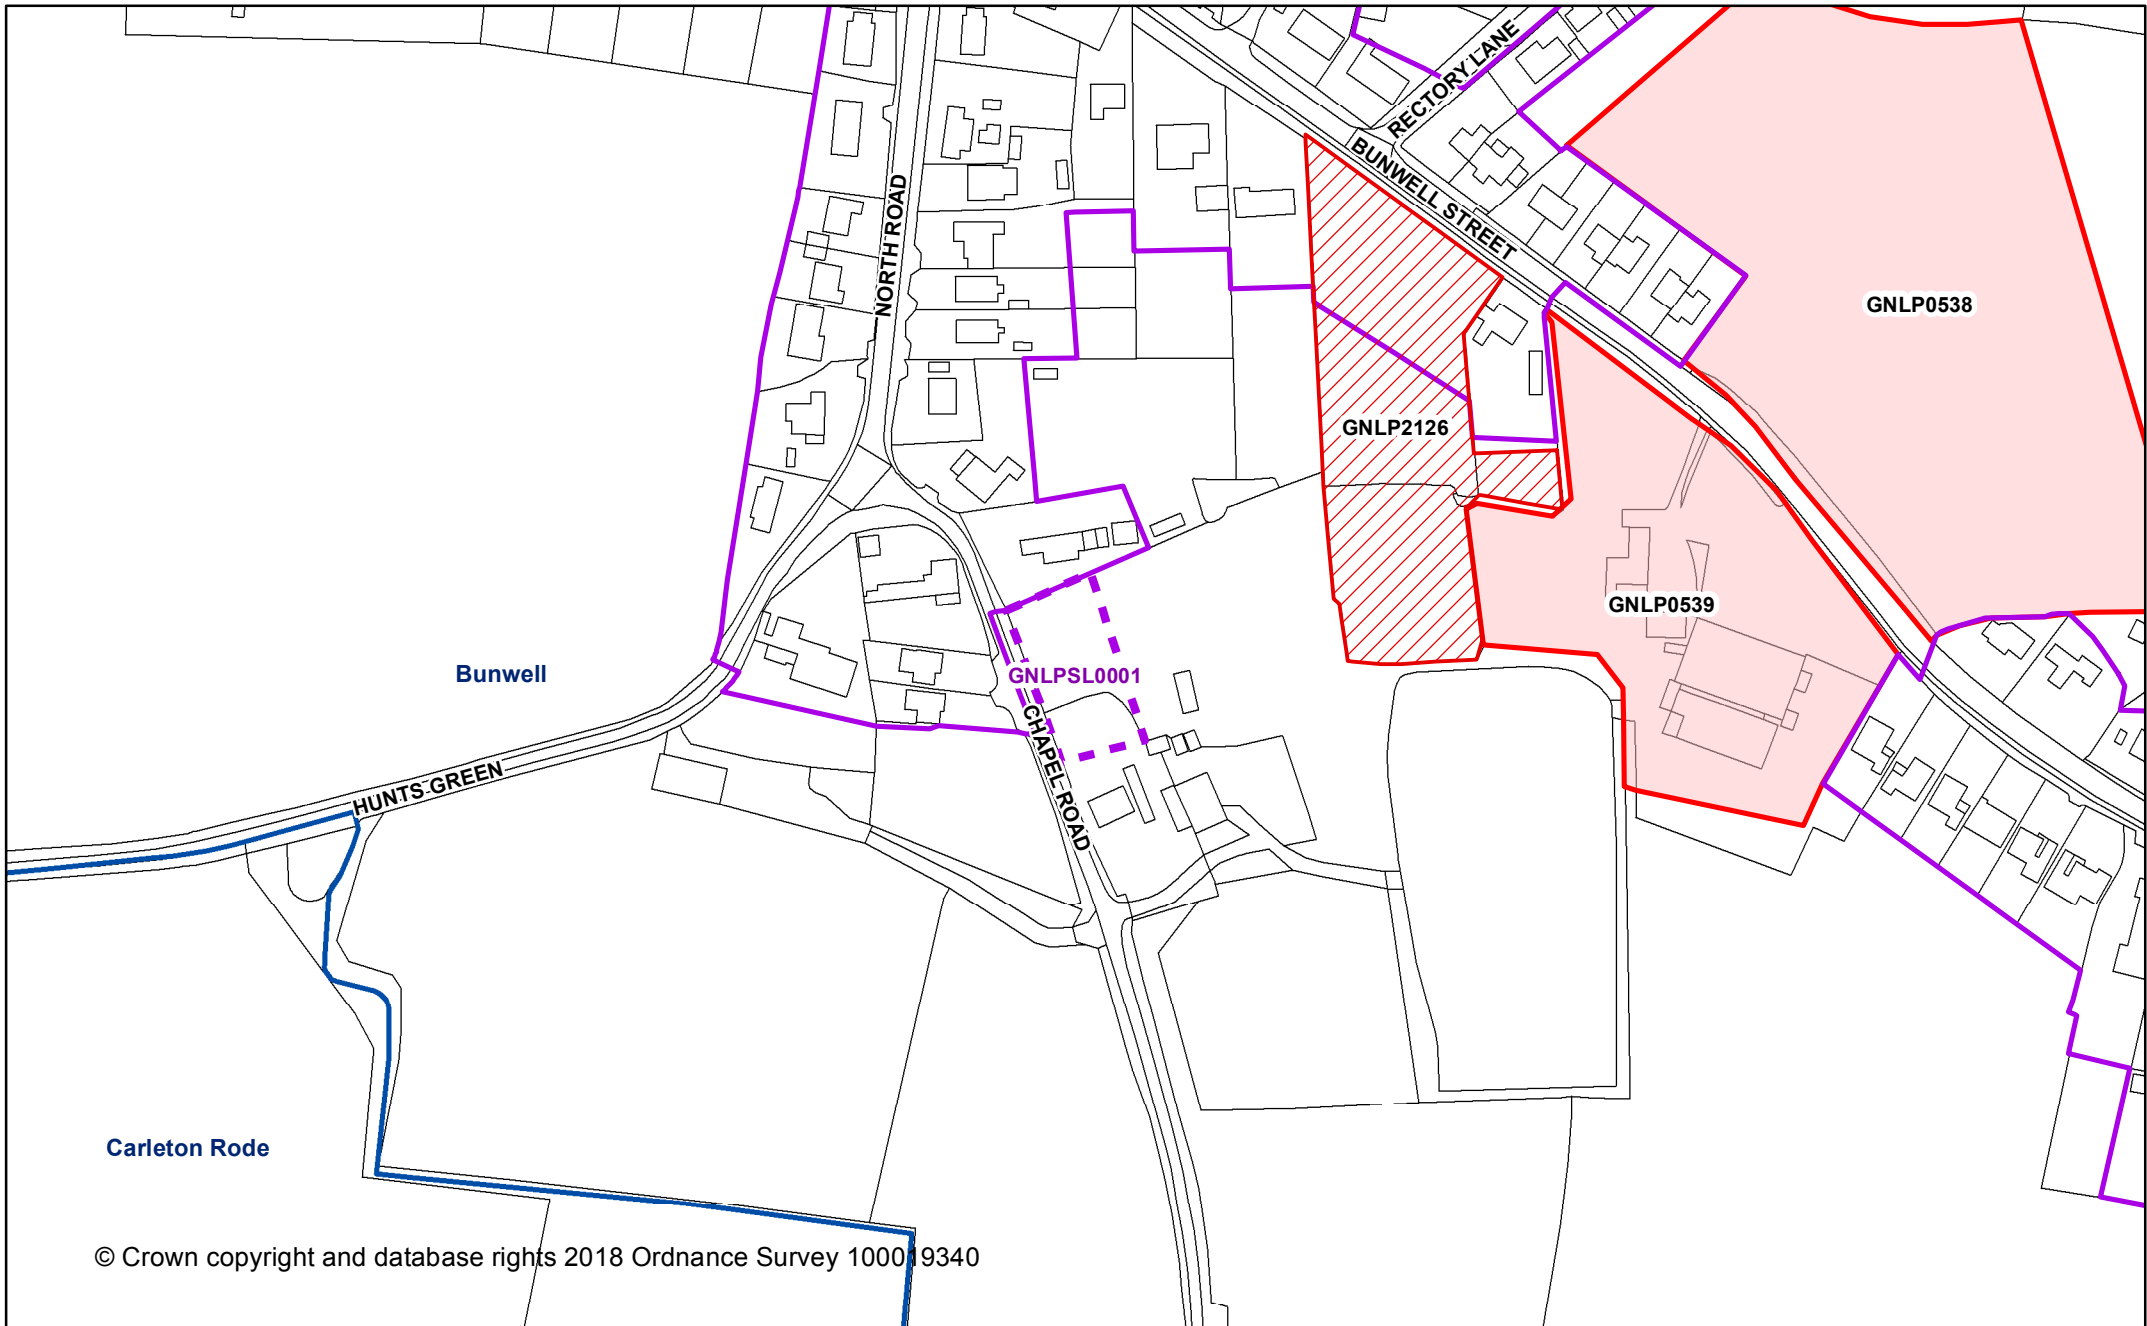 RECTORY LANE
BUNWELL STREET
NORTH ROAD
GNLP0538
GNLP2126
GNLP0539
Bunwell
GNLPSL0001
CHAPEL ROAD
HUNTS GREEN
Carleton Rode
© Crown copyright and database rights 2018 Ordnance Survey 100019340